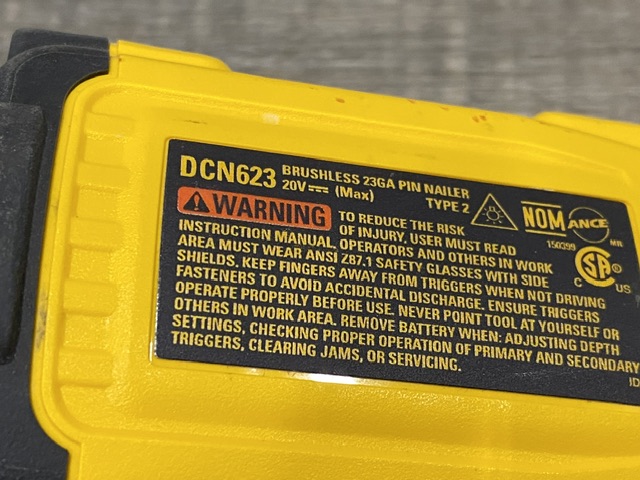 DCN623 BRUSHLESS 23GA PIN NAILER
20V⎓ (Max) TYPE 2
NOM ANCE
150399 MR
⚠WARNING TO REDUCE THE RISK
OF INJURY, USER MUST READ
INSTRUCTION MANUAL. OPERATORS AND OTHERS IN WORK
AREA MUST WEAR ANSI Z87.1 SAFETY GLASSES WITH SIDE
SHIELDS. KEEP FINGERS AWAY FROM TRIGGERS WHEN NOT DRIVING
FASTENERS TO AVOID ACCIDENTAL DISCHARGE. ENSURE TRIGGERS
OPERATE PROPERLY BEFORE USE. NEVER POINT TOOL AT YOURSELF OR
OTHERS IN WORK AREA. REMOVE BATTERY WHEN: ADJUSTING DEPTH
SETTINGS, CHECKING PROPER OPERATION OF PRIMARY AND SECONDARY
TRIGGERS, CLEARING JAMS, OR SERVICING.
C SA US
ID